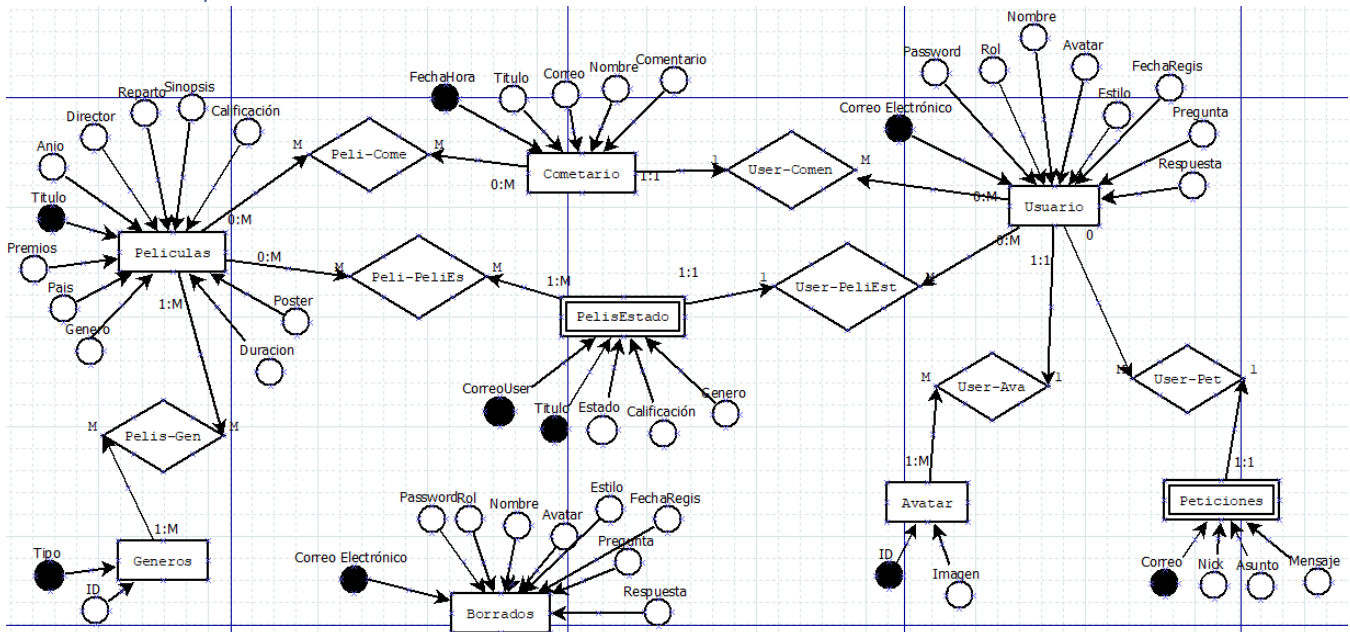 Nombre
Password
Rol
Avatar
FechaRegis
Estilo
Correo Electrónico
Pregunta
Respuesta
FechaHora
Titulo
Correo
Nombre
Comentario
Reparto
Sinopsis
Director
Calificación
Anio
Titulo
Premios
Pais
Genero
Duracion
Poster
Peliculas
M
Peli-Come
M
0:M
0:M
Cometario
1:1
1
User-Comen
M
0:M
Usuario
0:M
0
0:M
M
Peli-PeliEs
M
1:M
PelisEstado
1:1
1
User-PeliEst
M
CorreoUser
Titulo
Estado
Calificación
Genero
1:M
M
Pelis-Gen
M
1:M
Generos
Tipo
ID
1:1
M
User-Ava
1
1:M
Avatar
ID
Imagen
M
User-Pet
1
1:1
Peticiones
Correo
Nick
Asunto
Mensaje
Password
Rol
Nombre
Avatar
Estilo
FechaRegis
Pregunta
Correo Electrónico
Respuesta
Borrados